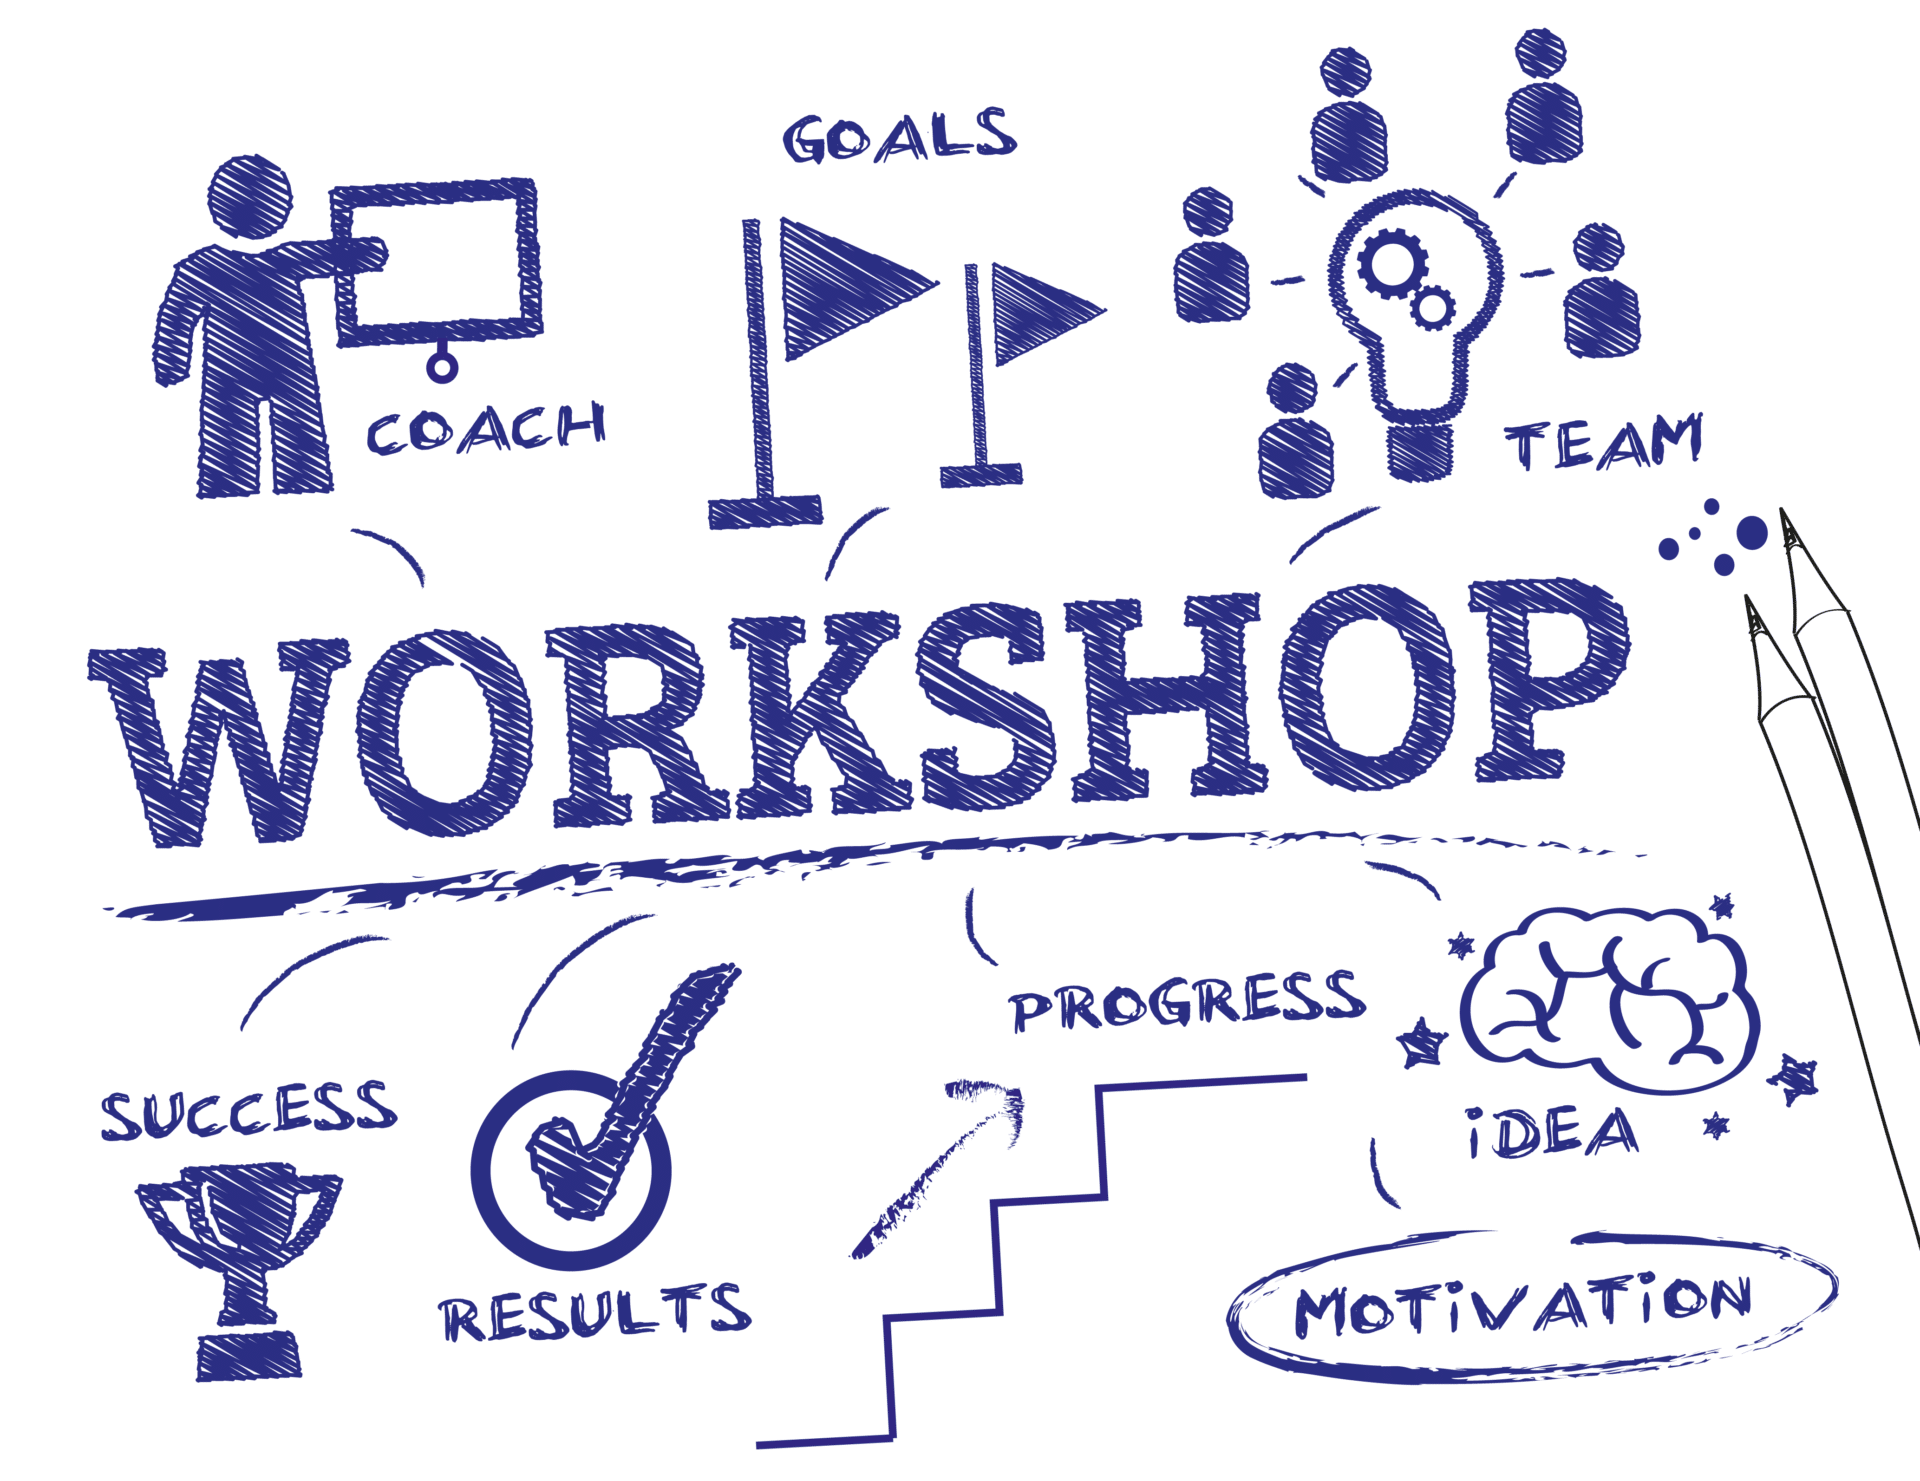 GOALS
COACH
TEAM
WORKSHOP
PROGRESS
SUCCESS
iDEA
RESULTS
MOTiVATiON